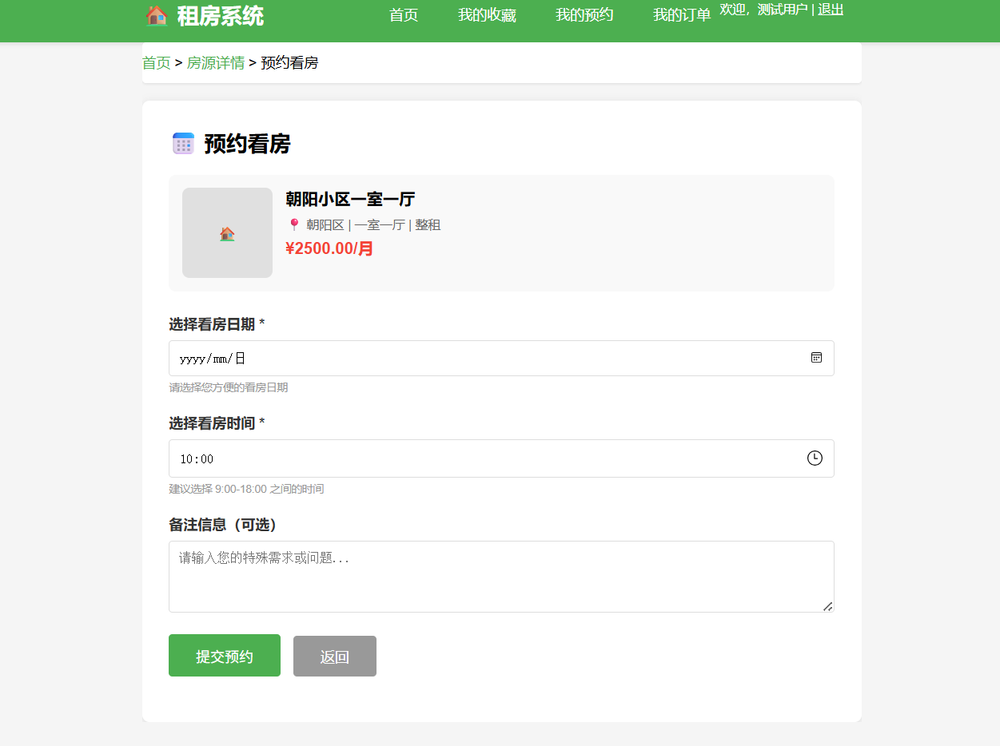 租房系统 首页 我的收藏 我的预约 我的订单 欢迎，测试用户 | 退出
首页 > 房源详情 > 预约看房
预约看房
朝阳小区一室一厅
朝阳区 | 一室一厅 | 整租
¥2500.00/月
选择看房日期 *
yyyy/mm/日
请选择您方便的看房日期
选择看房时间 *
10:00
建议选择 9:00-18:00 之间的时间
备注信息（可选）
请输入您的特殊需求或问题...
提交预约 返回